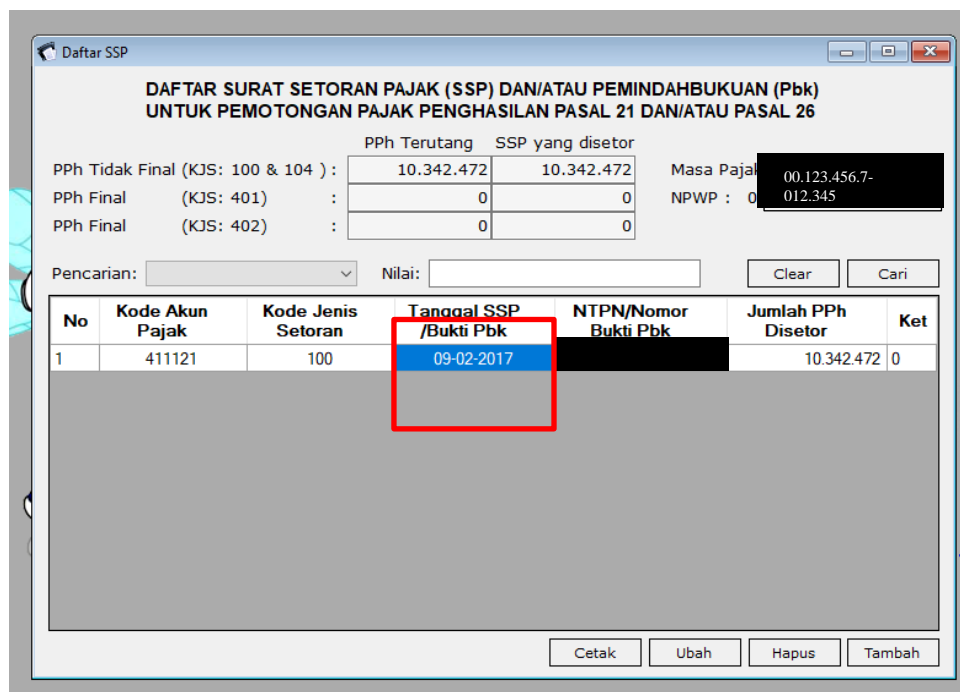 Daftar SSP
DAFTAR SURAT SETORAN PAJAK (SSP) DAN/ATAU PEMINDAHBUKUAN (Pbk)
UNTUK PEMOTONGAN PAJAK PENGHASILAN PASAL 21 DAN/ATAU PASAL 26
PPh Terutang SSP yang disetor
PPh Tidak Final (KJS: 100 & 104 ) : 10.342.472 10.342.472 Masa Pajak
00.123.456.7-
012.345
PPh Final (KJS: 401) : 0 0 NPWP : 0
PPh Final (KJS: 402) : 0 0
Pencarian: Nilai: Clear Cari
No Kode Akun Pajak Kode Jenis Setoran Tanggal SSP /Bukti Pbk NTPN/Nomor Bukti Pbk Jumlah PPh Disetor Ket
1 411121 100 09-02-2017 10.342.472 0
Cetak Ubah Hapus Tambah